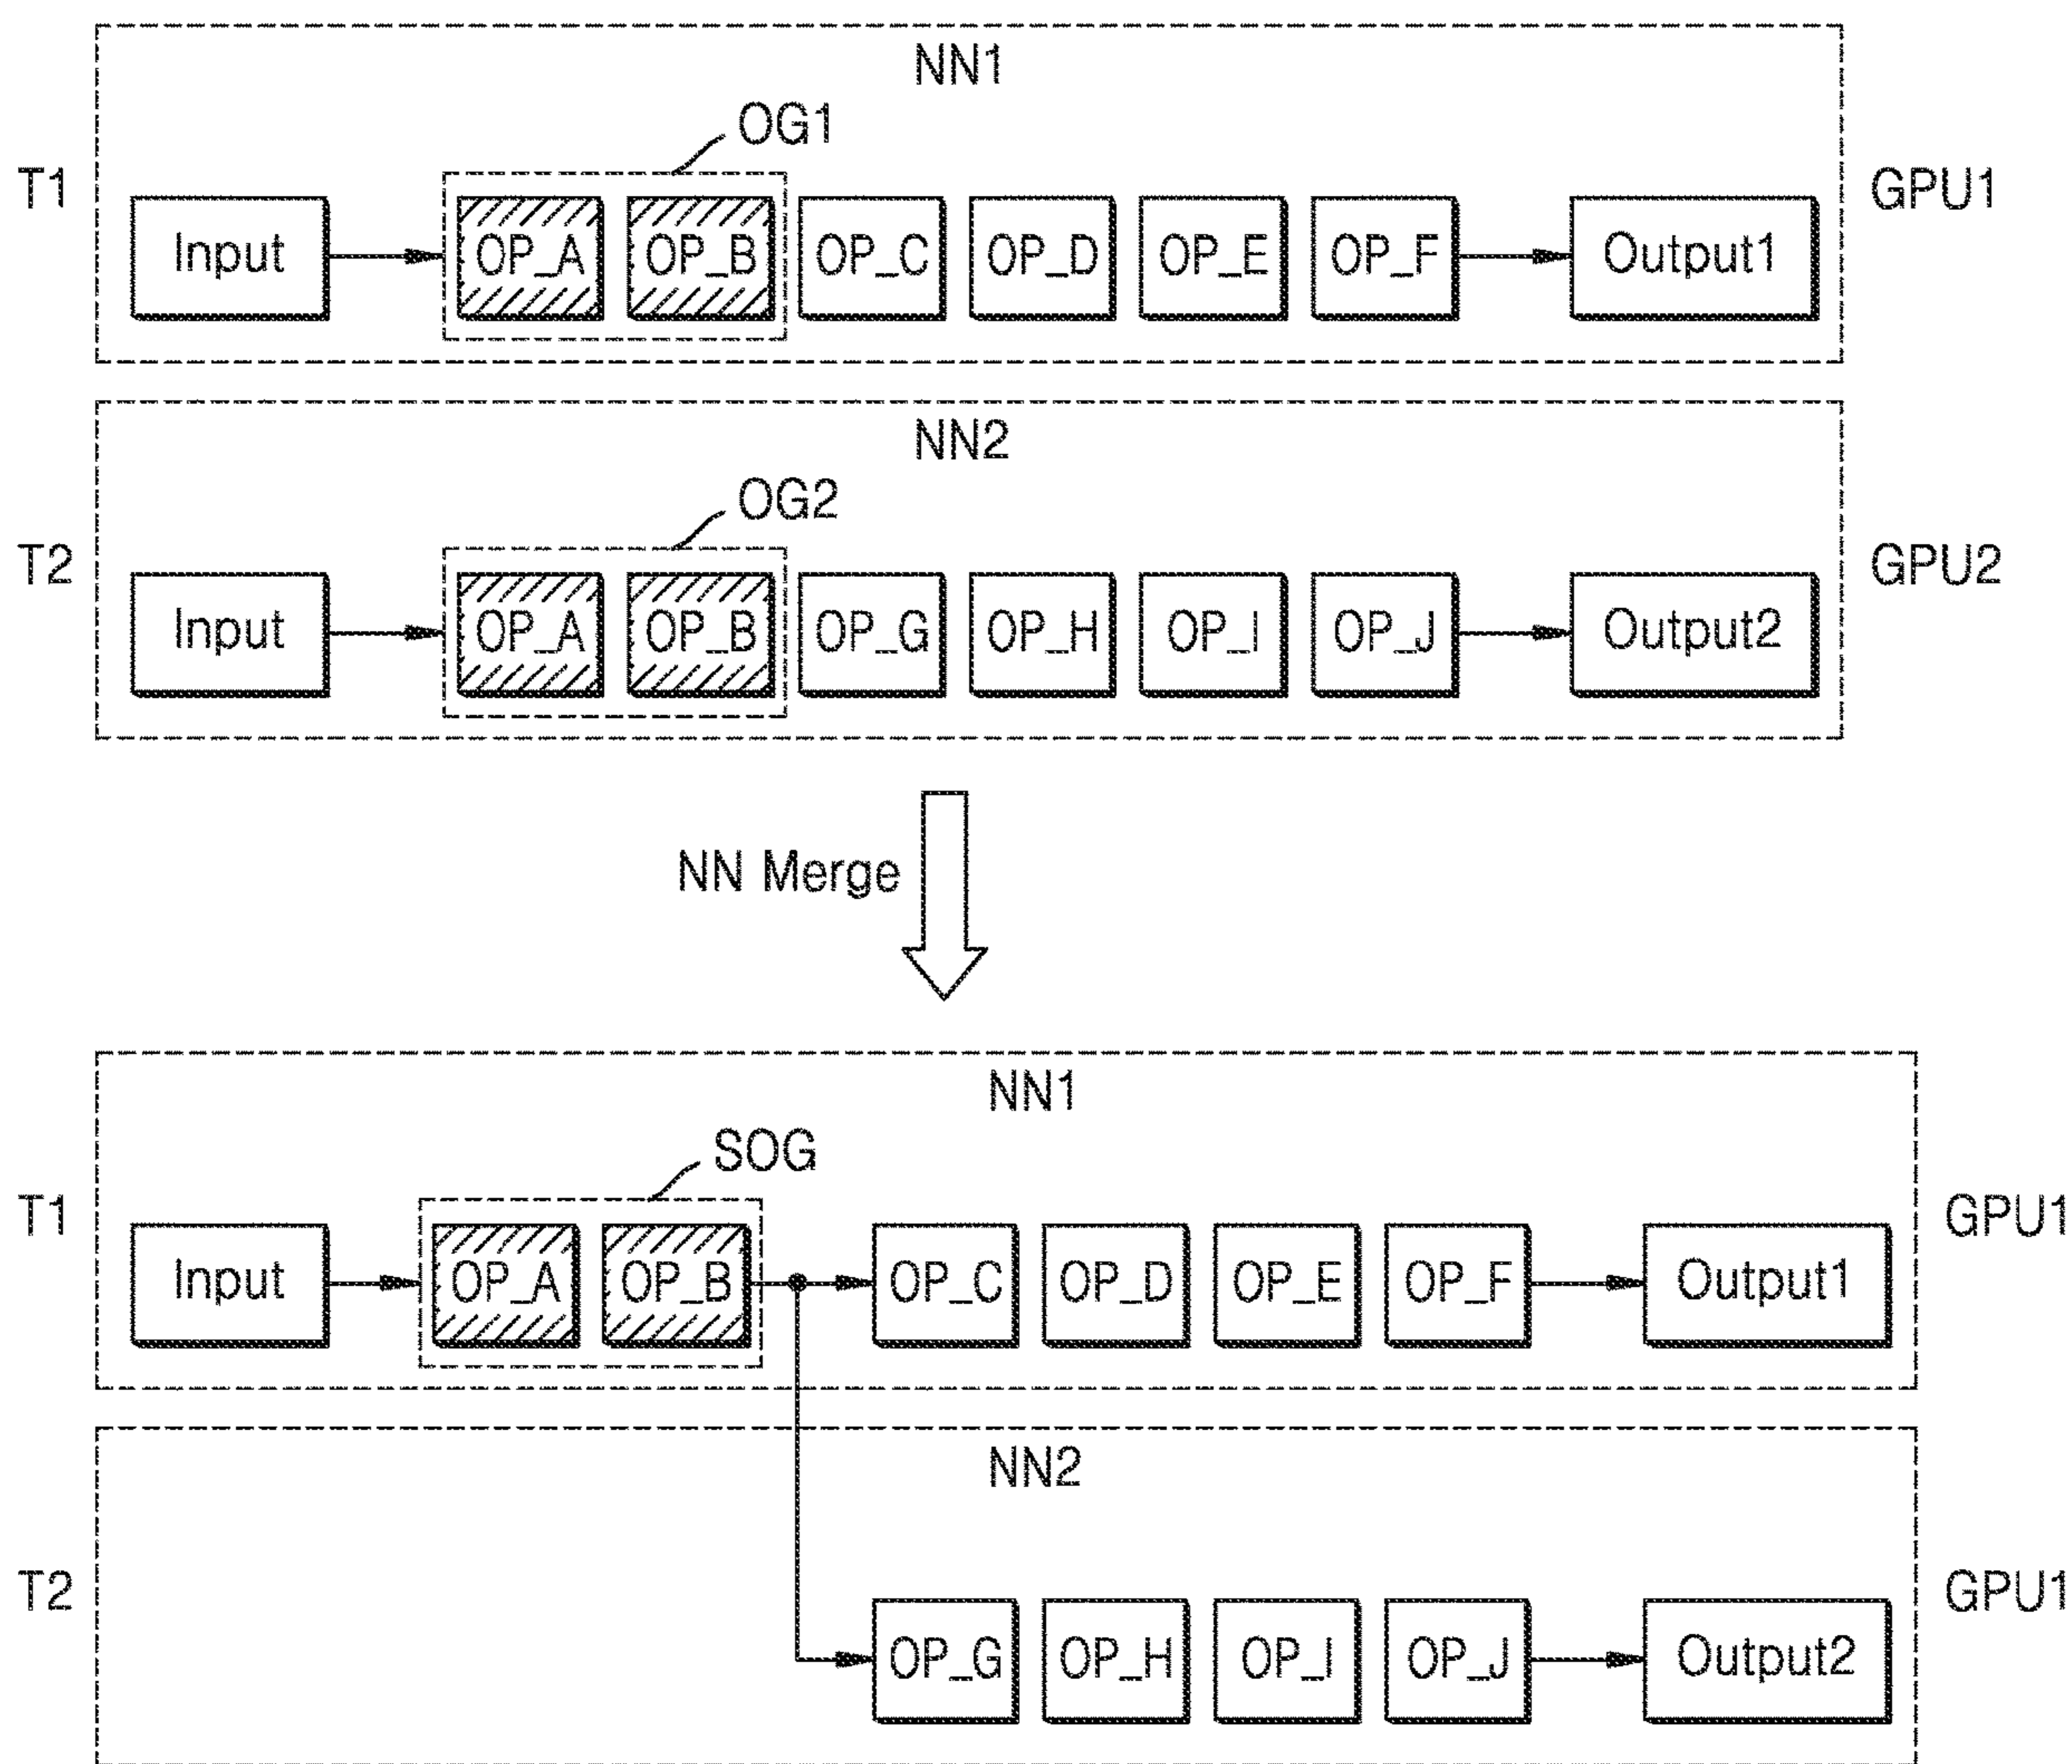 NN1
OG1
T1
GPU1
Input
OP_A
OP_B
OP_C
OP_D
OP_E
OP_F
Output1
NN2
OG2
T2
GPU2
Input
OP_A
OP_B
OP_G
OP_H
OP_I
OP_J
Output2
NN Merge
NN1
SOG
T1
GPU1
Input
OP_A
OP_B
OP_C
OP_D
OP_E
OP_F
Output1
NN2
T2
GPU1
OP_G
OP_H
OP_I
OP_J
Output2